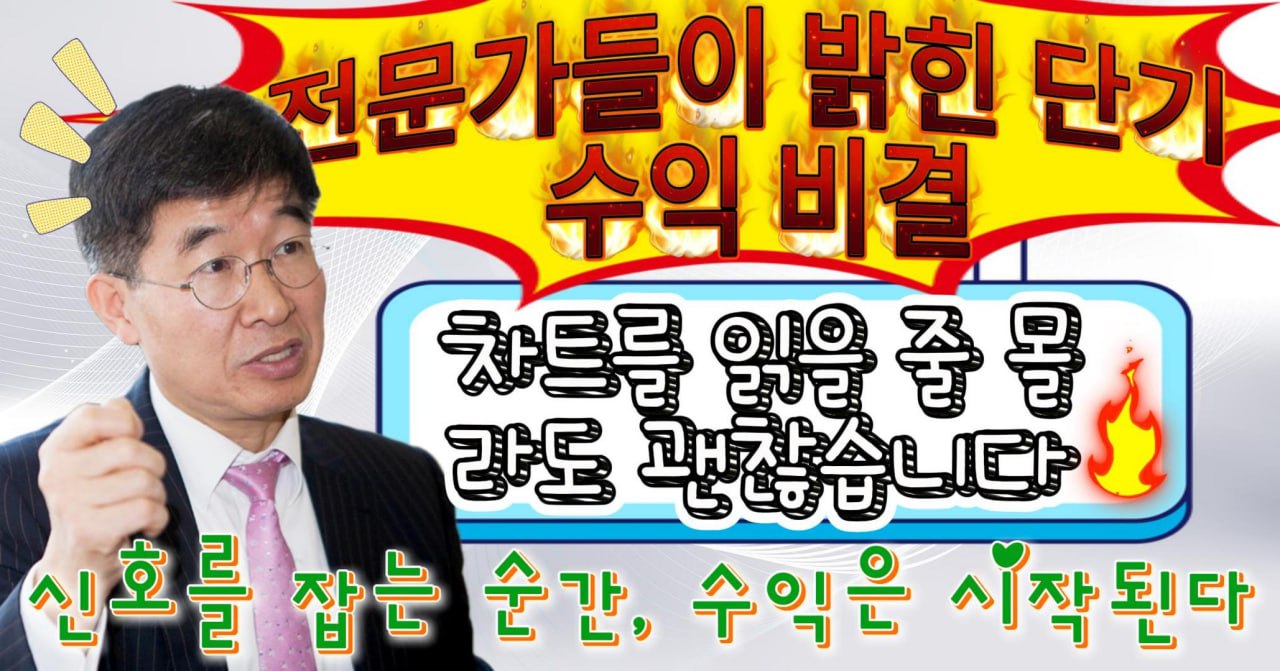 전문가들이 밝힌 단기
수익 비결
차트를 읽을 줄 몰
라도 괜찮습니다
신호를 잡는 순간, 수익은 시작된다